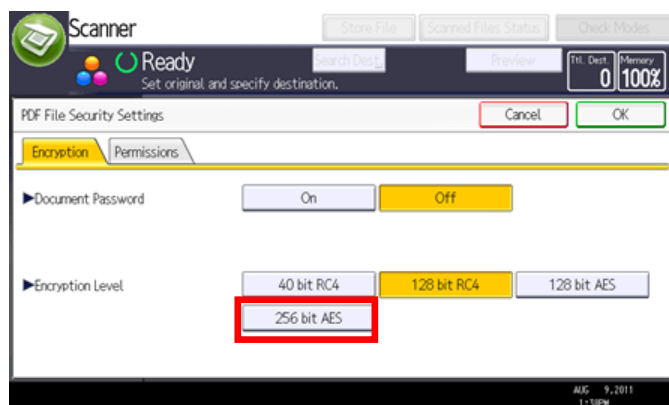 Scanner
Store File Scanned Files Status Check Modes
Ready
Search Dest. Preview
Ttl. Dest. Memory
0 100%
Set original and specify destination.
PDF File Security Settings Cancel OK
Encryption Permissions
►Document Password On Off
►Encryption Level 40 bit RC4 128 bit RC4 128 bit AES
256 bit AES
AUG 9,2011
1:38PM